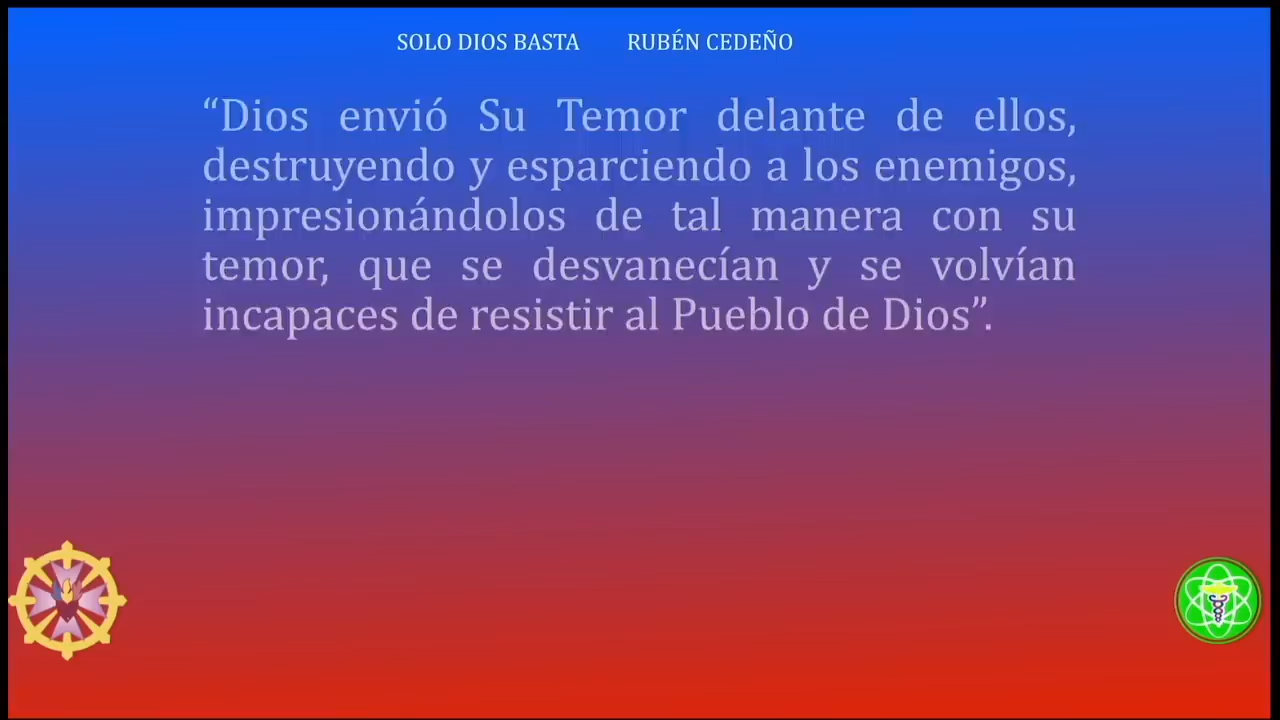 SOLO DIOS BASTA RUBÉN CEDEÑO
“Dios envió Su Temor delante de ellos,
destruyendo y esparciendo a los enemigos,
impresionándolos de tal manera con su
temor, que se desvanecían y se volvían
incapaces de resistir al Pueblo de Dios”.